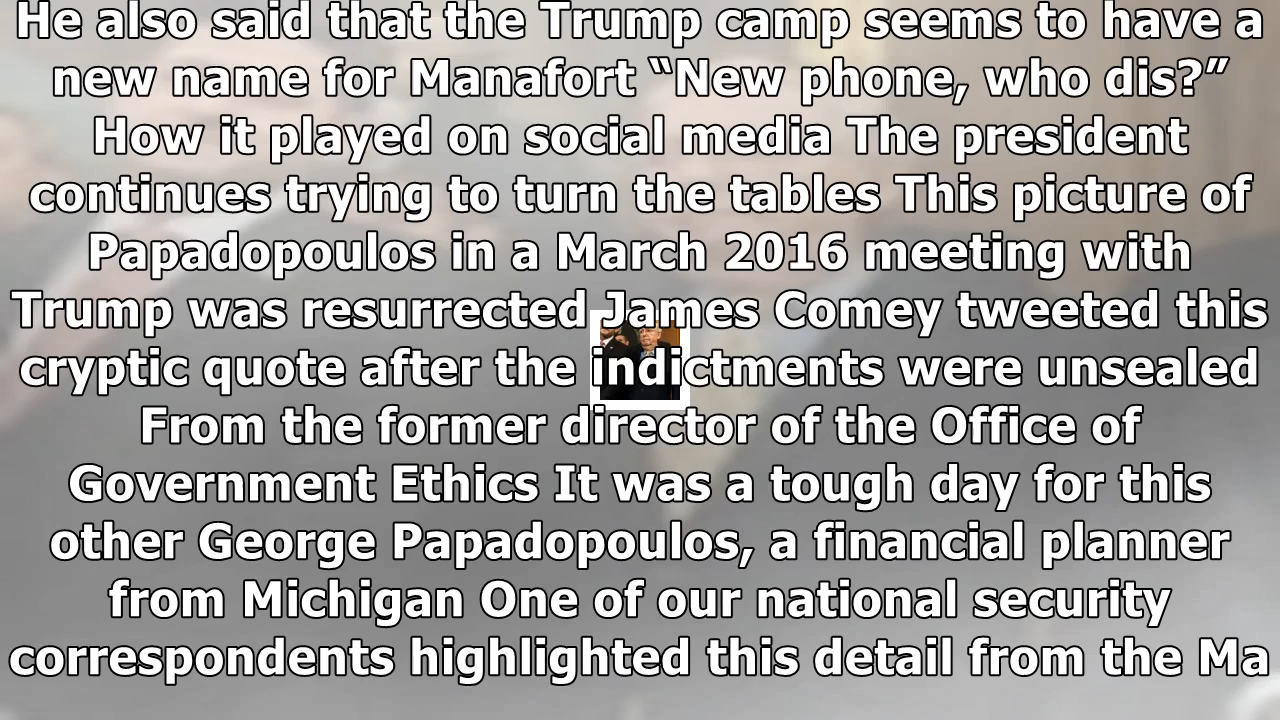 He also said that the Trump camp seems to have a
new name for Manafort “New phone, who dis?”
How it played on social media The president
continues trying to turn the tables This picture of
Papadopoulos in a March 2016 meeting with
Trump was resurrected James Comey tweeted this
cryptic quote after the indictments were unsealed
From the former director of the Office of
Government Ethics It was a tough day for this
other George Papadopoulos, a financial planner
from Michigan One of our national security
correspondents highlighted this detail from the Ma